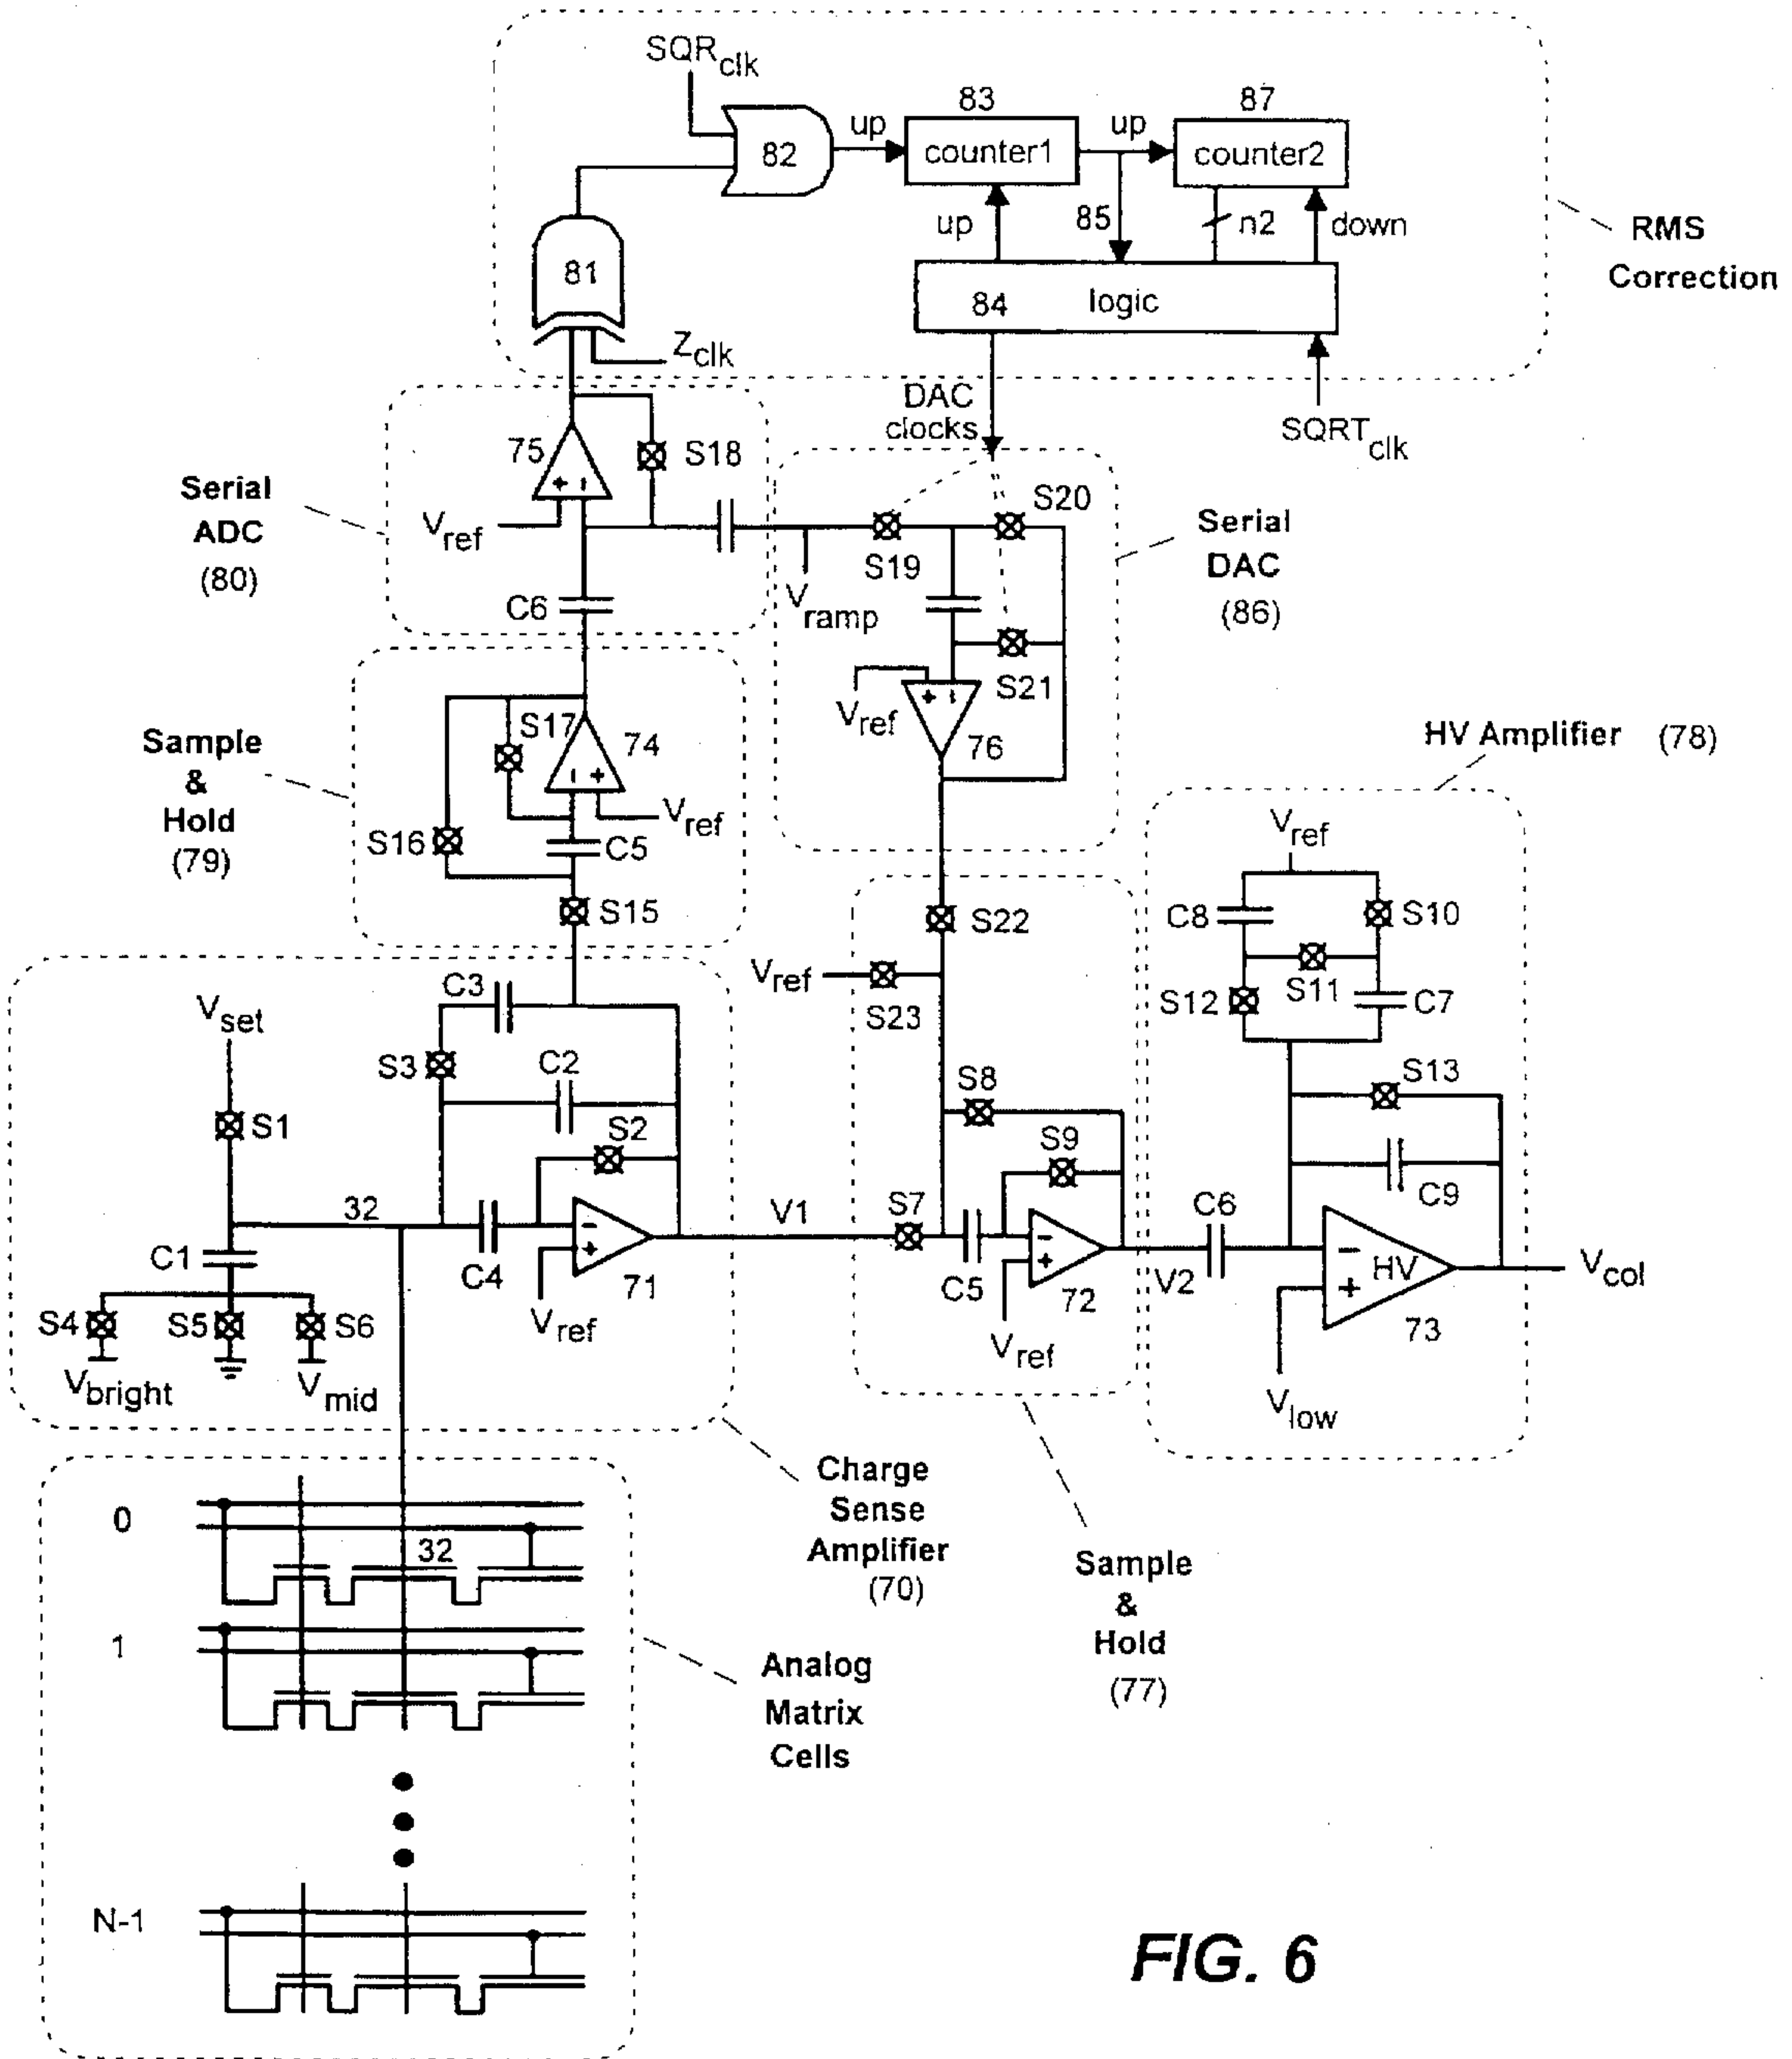 SQRclk
83
87
up
up
82
counter1
counter2
up
85
n2
down
RMS
Correction
81
84
logic
Zclk
DAC
clocks
SQRTclk
75
S18
S20
Serial
ADC
(80)
Vref
S19
Serial
DAC
(86)
+ −
C6
Vramp
S21
Vref
+ −
76
S17
74
Sample
&
Hold
(79)
− +
Vref
HV Amplifier (78)
S16
C5
Vref
S15
S22
C8
S10
C3
Vref
S23
S11
S12
C7
Vset
S3
C2
S13
S1
S2
S8
S9
C9
32
V1
S7
C6
C1
C4
−
+
71
C5
−
+
72
V2
−
HV
+
73
Vcol
S4
S5
S6
Vref
Vref
Vbright
Vmid
Vlow
Charge
Sense
Amplifier
(70)
0
32
Sample
&
Hold
(77)
1
Analog
Matrix
Cells
N-1
FIG. 6